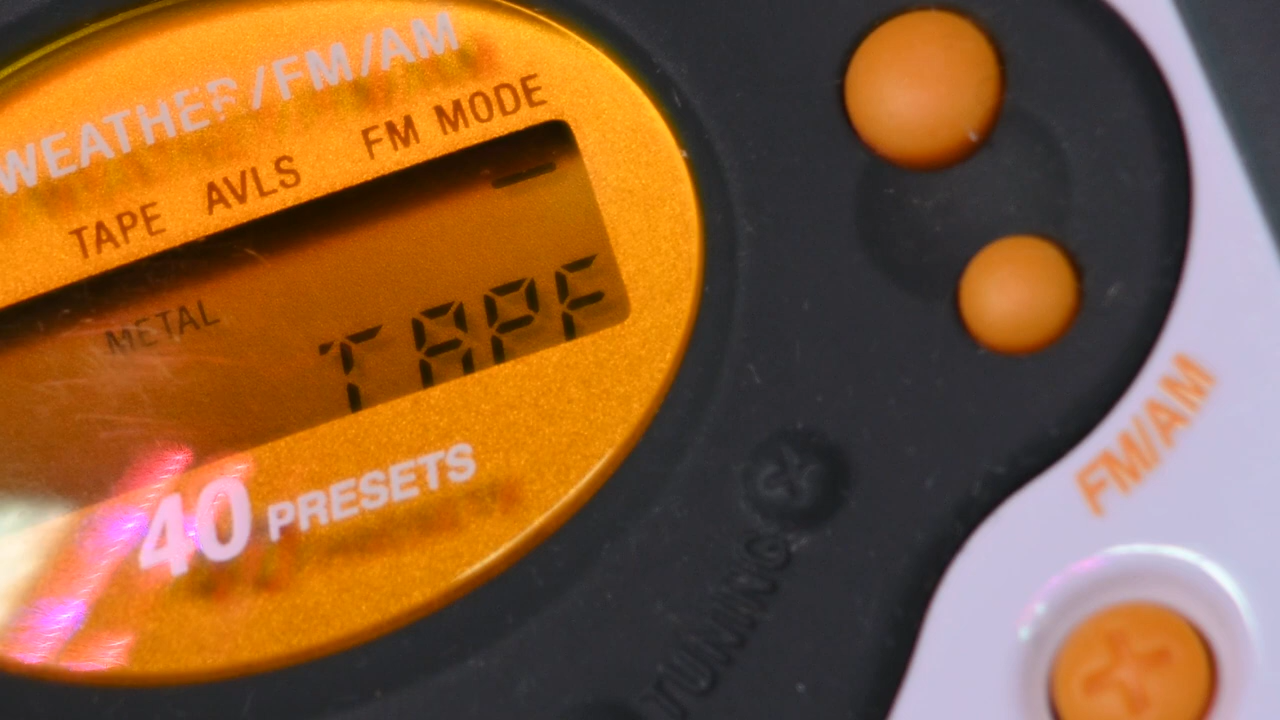 WEATHER/FM/AM
TAPE AVLS FM MODE
METAL
TAPE
40 PRESETS
FM/AM
TUNING
+